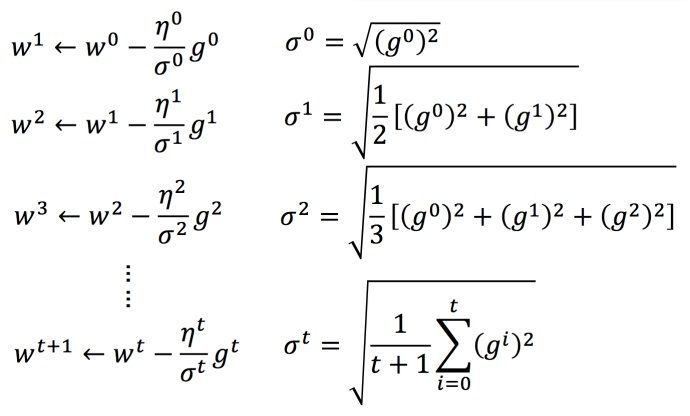 w¹ ← w⁰ − η⁰/σ⁰ g⁰ σ⁰ = √(g⁰)²
w² ← w¹ − η¹/σ¹ g¹ σ¹ = √1/2[(g⁰)² + (g¹)²]
w³ ← w² − η²/σ² g² σ² = √1/3[(g⁰)² + (g¹)² + (g²)²]
⋮
wᵗ⁺¹ ← wᵗ − ηᵗ/σᵗ gᵗ σᵗ = √1/(t + 1) ∑ᵢ₌₀ᵗ (gⁱ)²